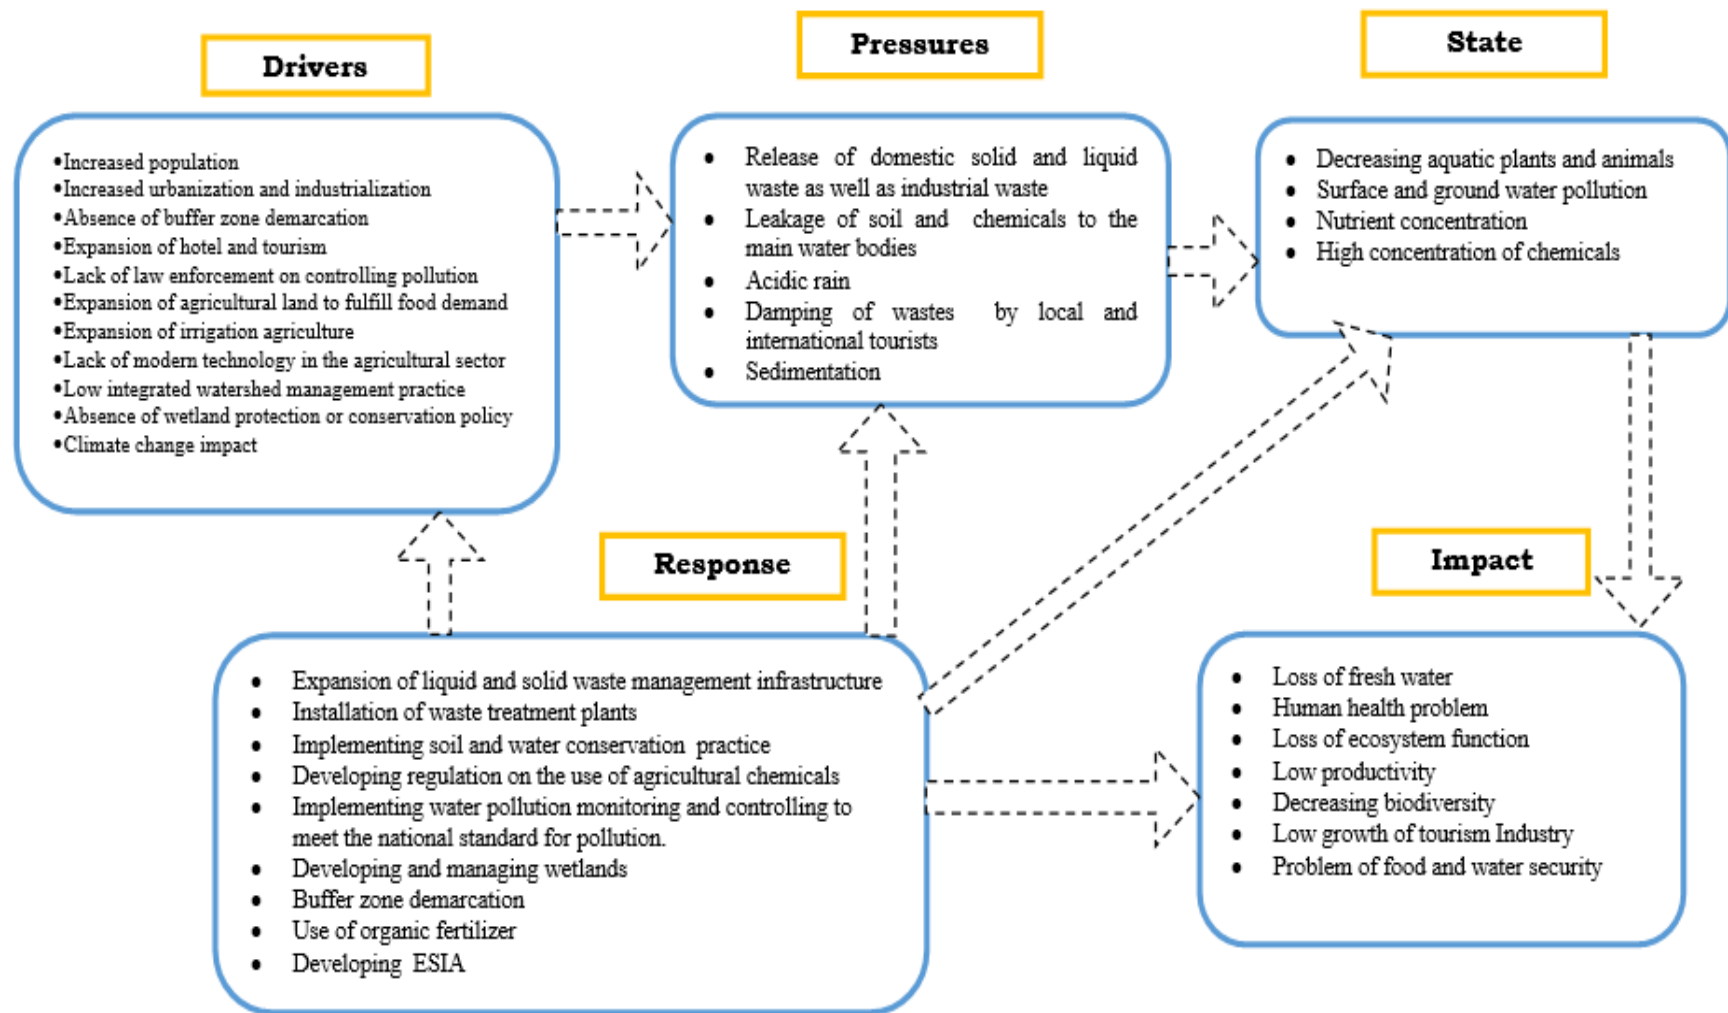 Drivers
•Increased population
•Increased urbanization and industrialization
•Absence of buffer zone demarcation
•Expansion of hotel and tourism
•Lack of law enforcement on controlling pollution
•Expansion of agricultural land to fulfill food demand
•Expansion of irrigation agriculture
•Lack of modern technology in the agricultural sector
•Low integrated watershed management practice
•Absence of wetland protection or conservation policy
•Climate change impact
Pressures
• Release of domestic solid and liquid
waste as well as industrial waste
• Leakage of soil and chemicals to the
main water bodies
• Acidic rain
• Damping of wastes by local and
international tourists
• Sedimentation
State
• Decreasing aquatic plants and animals
• Surface and ground water pollution
• Nutrient concentration
• High concentration of chemicals
Response
• Expansion of liquid and solid waste management infrastructure
• Installation of waste treatment plants
• Implementing soil and water conservation practice
• Developing regulation on the use of agricultural chemicals
• Implementing water pollution monitoring and controlling to
meet the national standard for pollution.
• Developing and managing wetlands
• Buffer zone demarcation
• Use of organic fertilizer
• Developing ESIA
Impact
• Loss of fresh water
• Human health problem
• Loss of ecosystem function
• Low productivity
• Decreasing biodiversity
• Low growth of tourism Industry
• Problem of food and water security